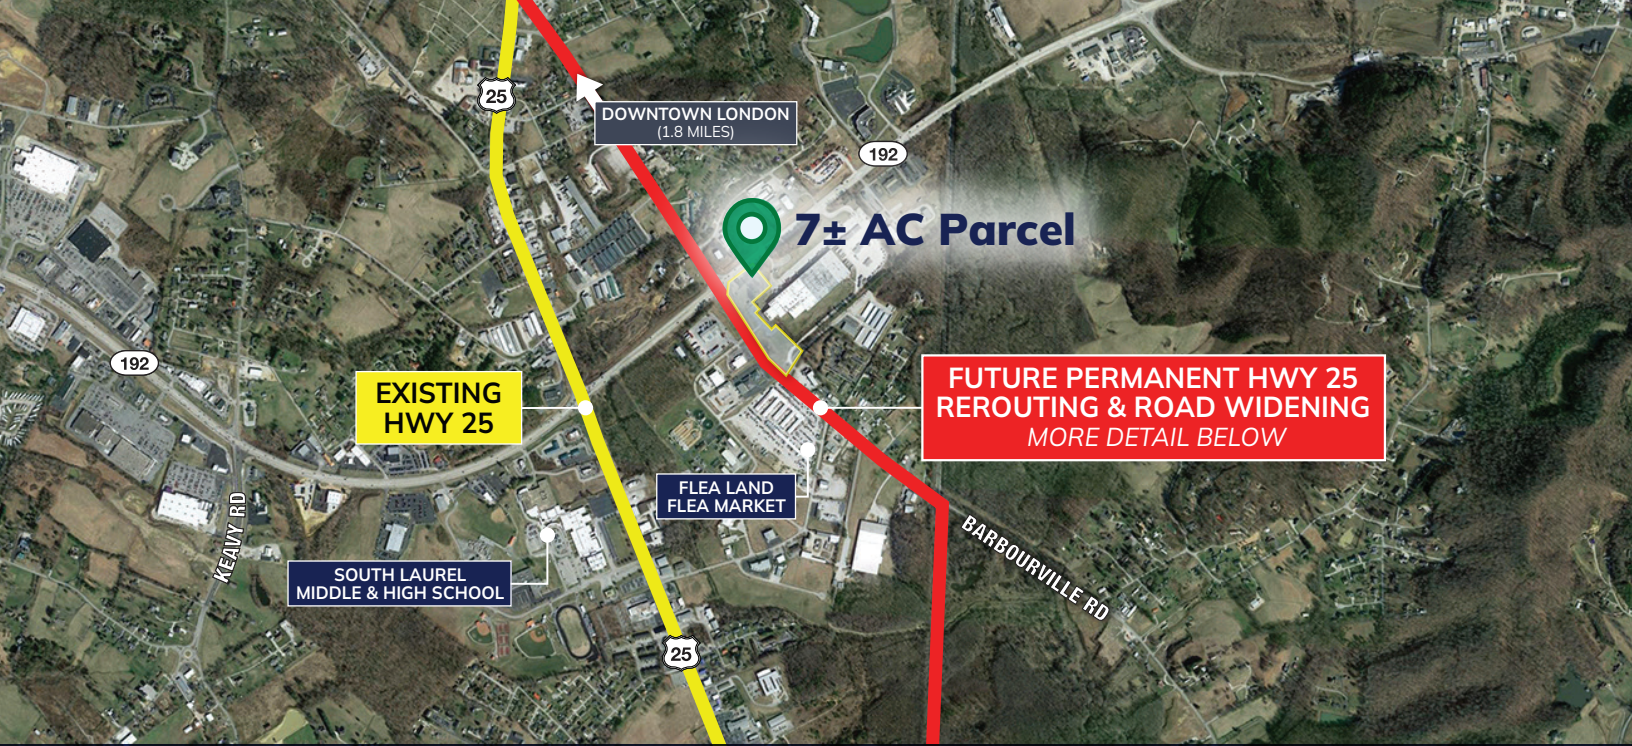 25
DOWNTOWN LONDON
(1.8 MILES)
192
7± AC Parcel
192
EXISTING
HWY 25
FUTURE PERMANENT HWY 25
REROUTING & ROAD WIDENING
MORE DETAIL BELOW
FLEA LAND
FLEA MARKET
KEAVY RD
BARBOURVILLE RD
SOUTH LAUREL
MIDDLE & HIGH SCHOOL
25